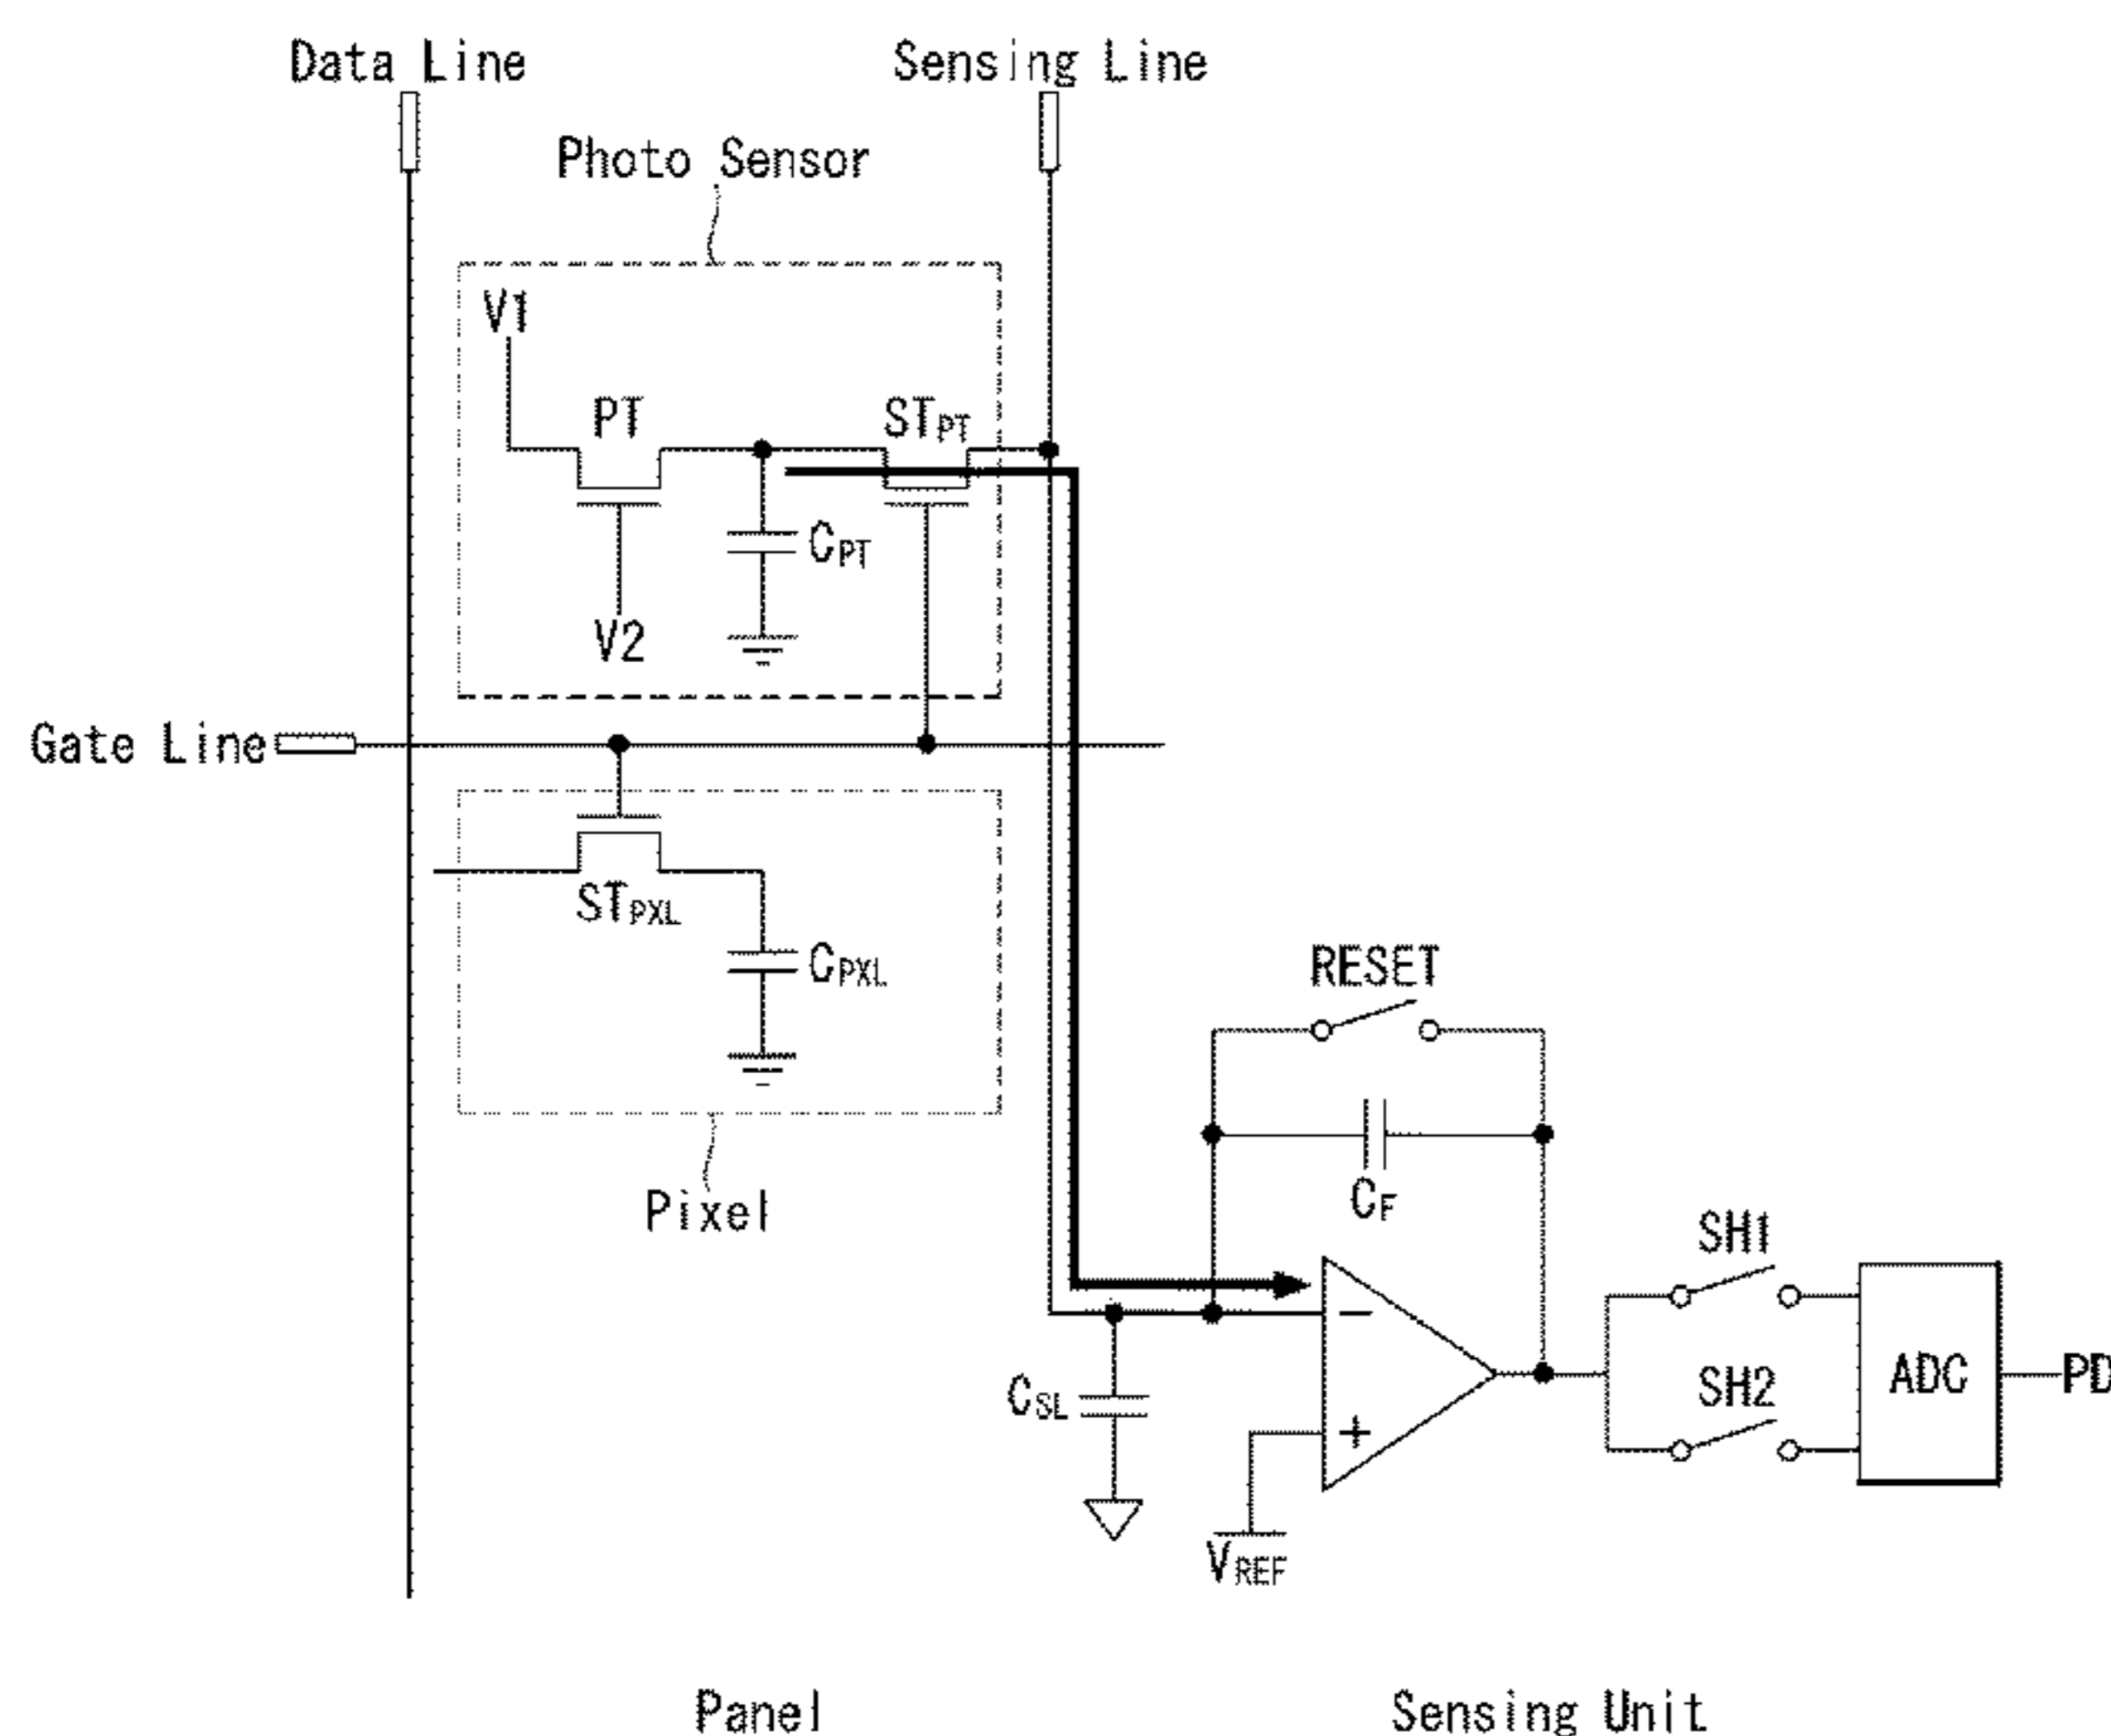 Data Line
Sensing Line
Photo Sensor
V1
PT
STPT
CPT
V2
Gate Line
STPXL
CPXL
Pixel
RESET
CF
SH1
SH2
ADC
PD
CSL
−
+
VREF
Panel
Sensing Unit